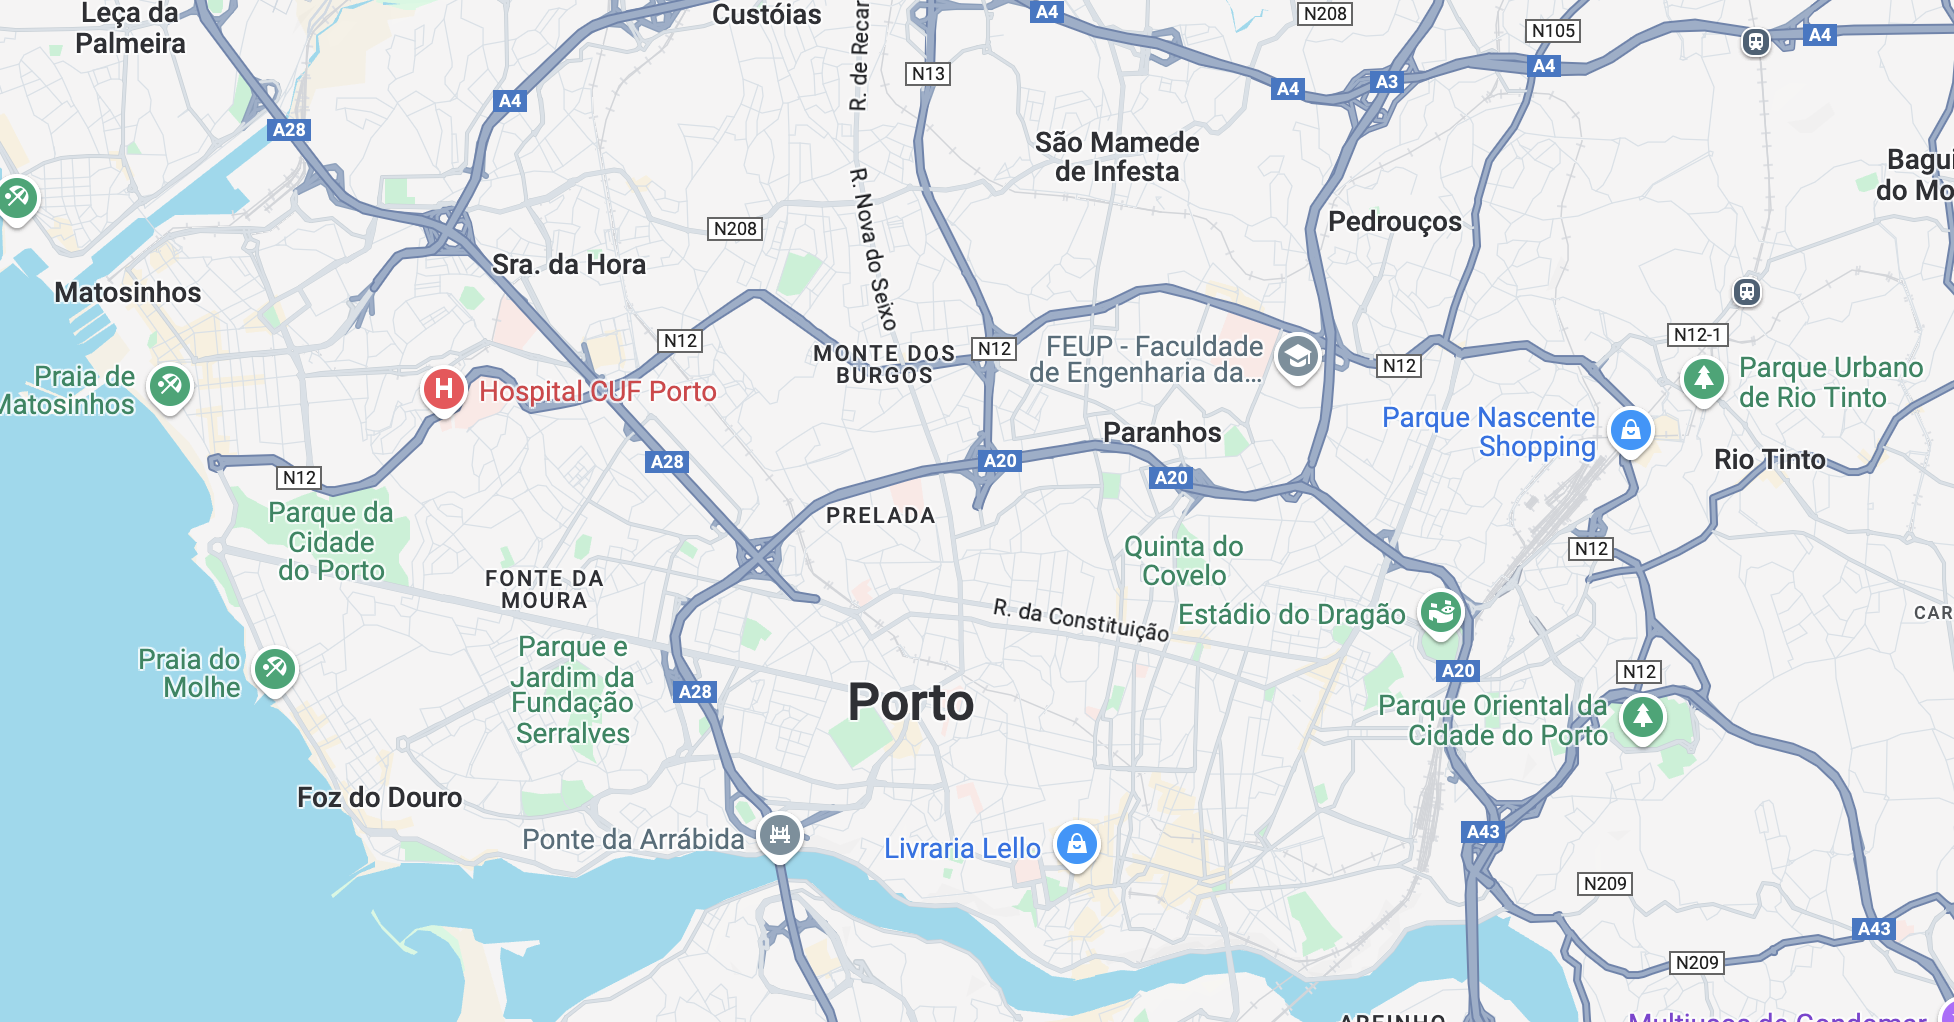 Leça da
Palmeira
Custóias
A4
N208
N105
A4
A4
N13
R. de Recar
A4
A3
A4
A28
São Mamede
de Infesta
Bagui
do Mo
N208
R. Nova do Seixo
Pedrouços
Sra. da Hora
Matosinhos
N12
MONTE DOS
BURGOS
N12
FEUP - Faculdade
de Engenharia da...
N12
N12-1
Praia de
Matosinhos
Hospital CUF Porto
Parque Urbano
de Rio Tinto
Parque Nascente
Shopping
Paranhos
Rio Tinto
A28
A20
A20
N12
PRELADA
Parque da
Cidade
do Porto
Quinta do
Covelo
N12
FONTE DA
MOURA
R. da Constituição
Estádio do Dragão
CAR
Parque e
Jardim da
Fundação
Serralves
Praia do
Molhe
A28
Porto
A20
N12
Parque Oriental da
Cidade do Porto
Foz do Douro
Ponte da Arrábida
Livraria Lello
A43
N209
A43
N209